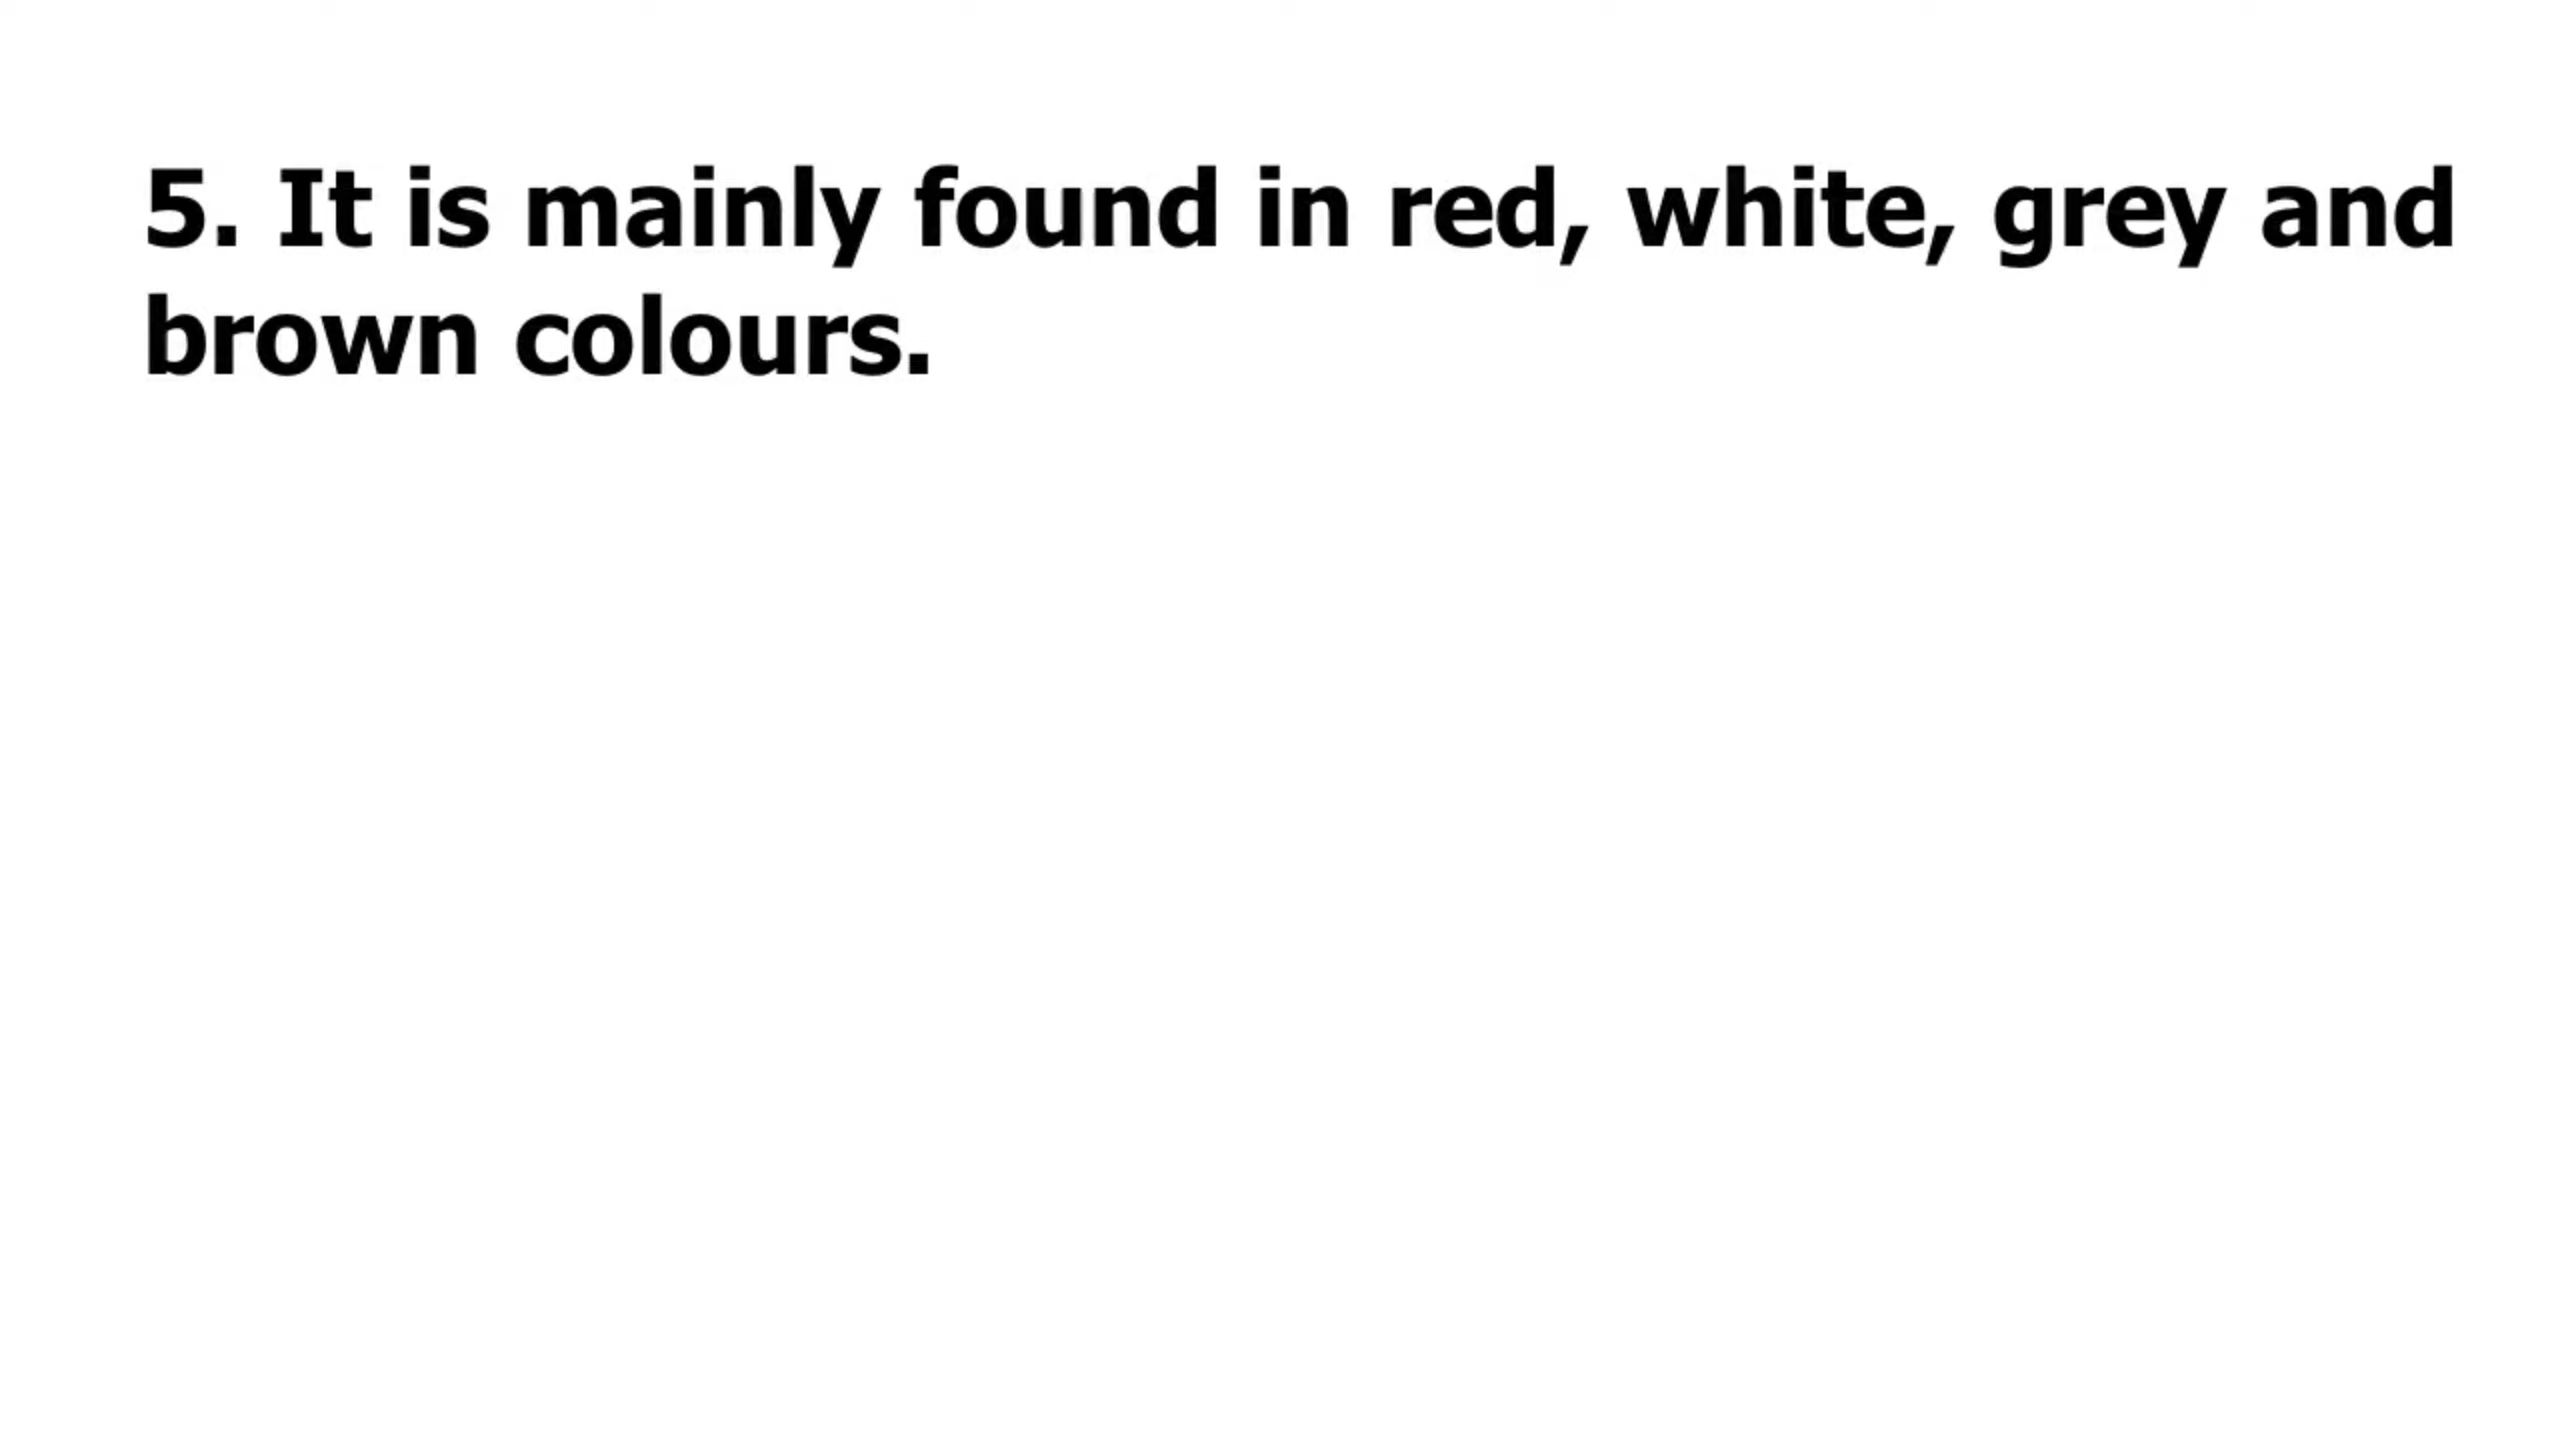 5. It is mainly found in red, white, grey and
brown colours.